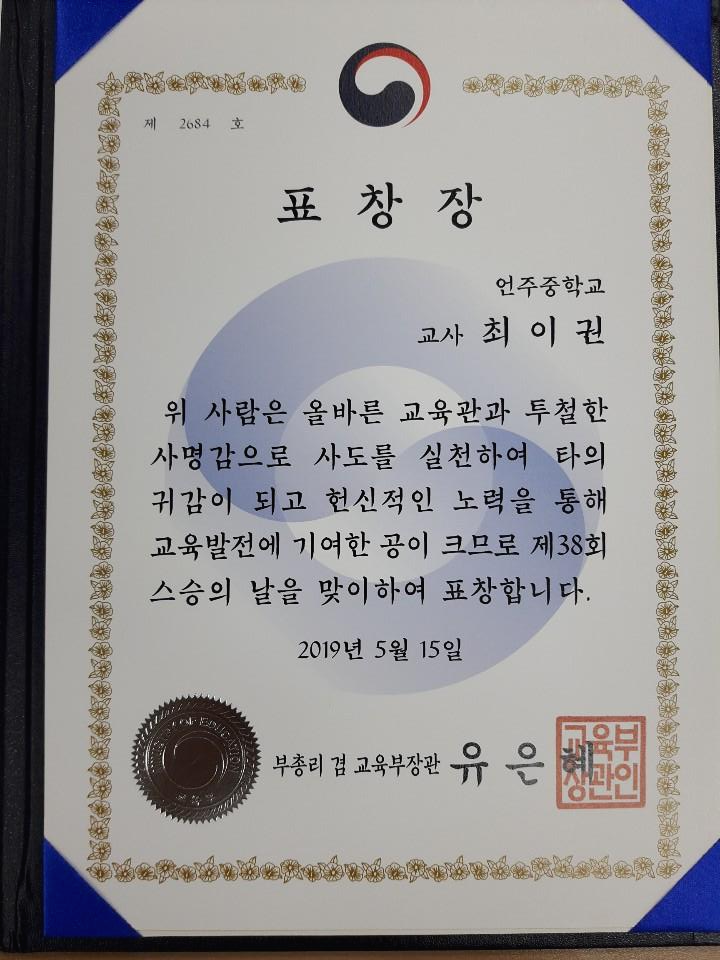 제 2684 호
표 창 장
언주중학교
교사 최 이 권
위 사람은 올바른 교육관과 투철한
사명감으로 사도를 실천하여 타의
귀감이 되고 헌신적인 노력을 통해
교육발전에 기여한 공이 크므로 제38회
스승의 날을 맞이하여 표창합니다.
2019년 5월 15일
부총리 겸 교육부장관 유 은 혜
교육부
장관인
OF EDUCATION